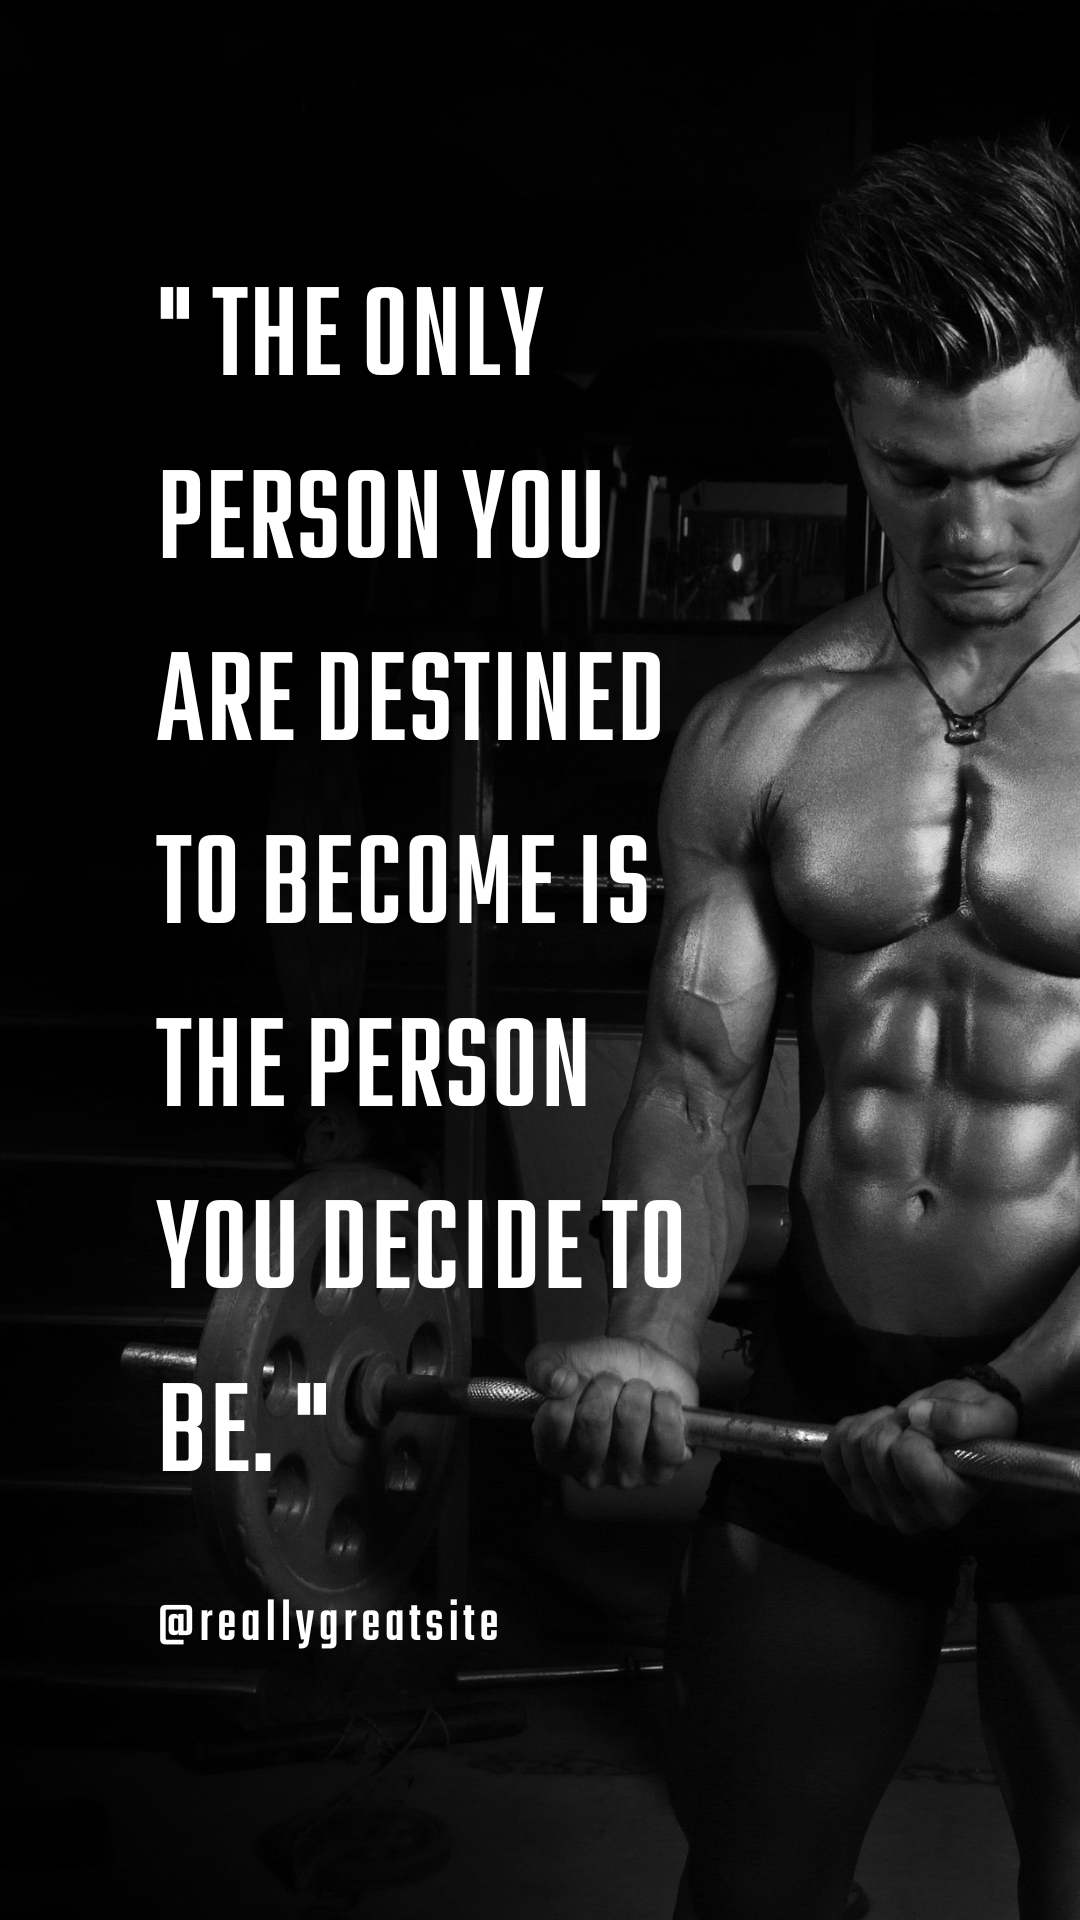 " THE ONLY
PERSON YOU
ARE DESTINED
TO BECOME IS
THE PERSON
YOU DECIDE TO
BE. "
@reallygreatsite